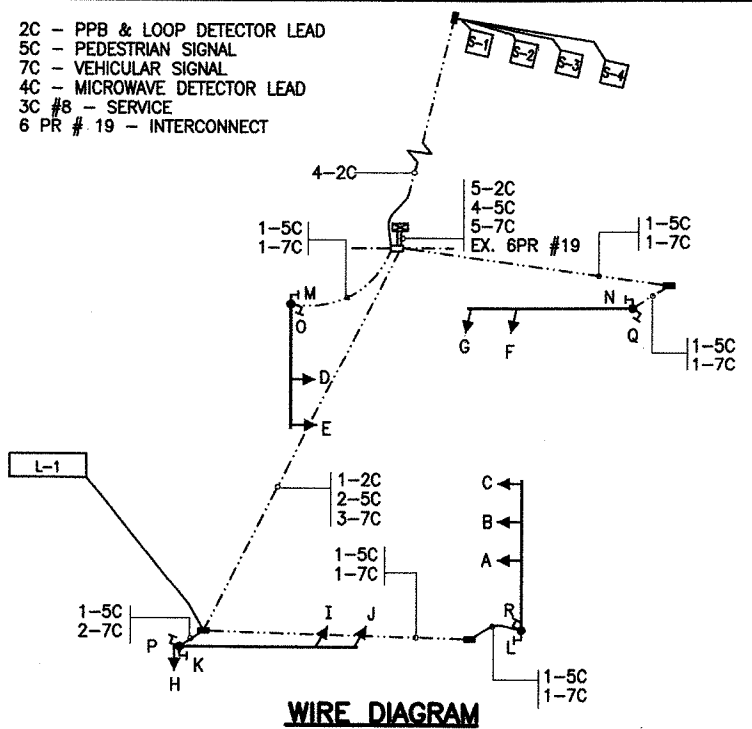 2C - PPB & LOOP DETECTOR LEAD
5C - PEDESTRIAN SIGNAL
7C - VEHICULAR SIGNAL
4C - MICROWAVE DETECTOR LEAD
3C #8 - SERVICE
6 PR # 19 - INTERCONNECT
S-1
S-2
S-3
S-4
4-2C
5-2C
4-5C
5-7C
EX. 6PR #19
1-5C
1-7C
1-5C
1-7C
M
O
N
Q
G
F
1-5C
1-7C
D
E
L-1
1-2C
2-5C
3-7C
C
B
A
1-5C
1-7C
1-5C
2-7C
I
J
R
L
P
K
H
1-5C
1-7C
WIRE DIAGRAM